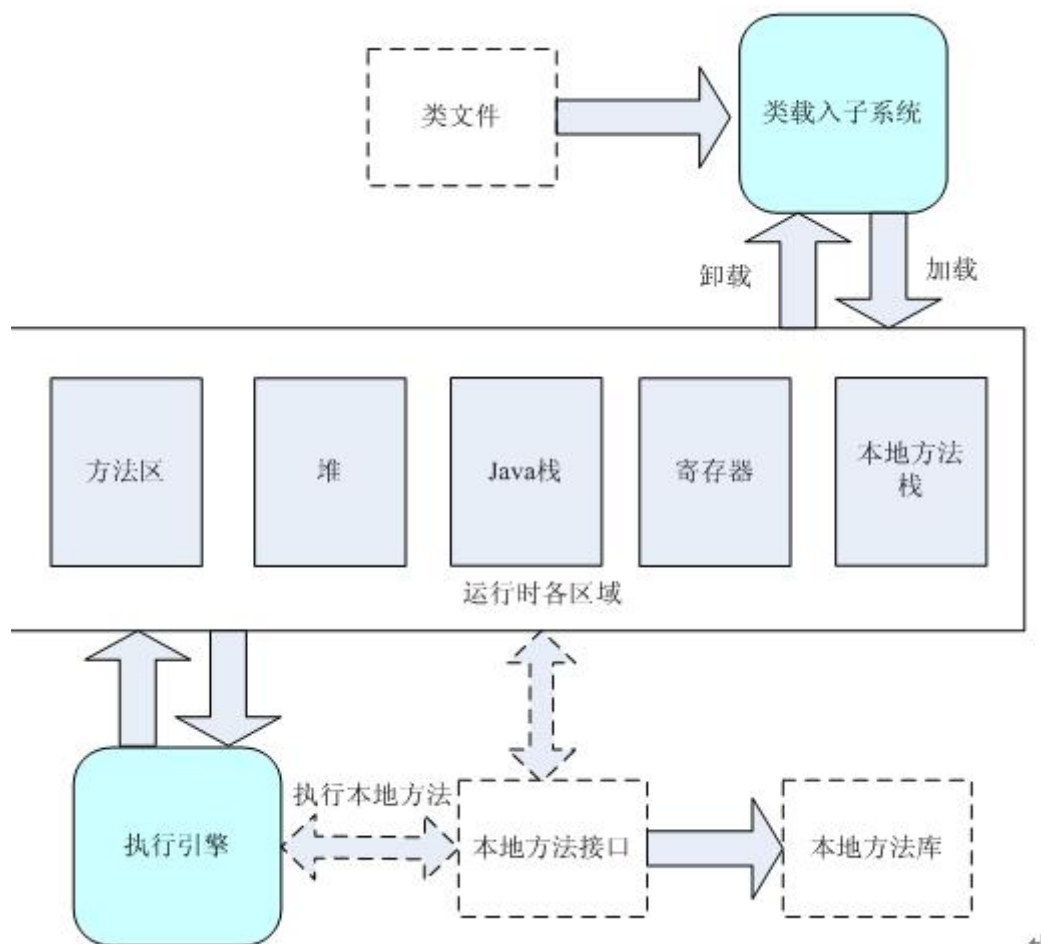 类文件
类载入子系统
卸载
加载
方法区
堆
Java栈
寄存器
本地方法
栈
运行时各区域
执行本地方法
执行引擎
本地方法接口
本地方法库